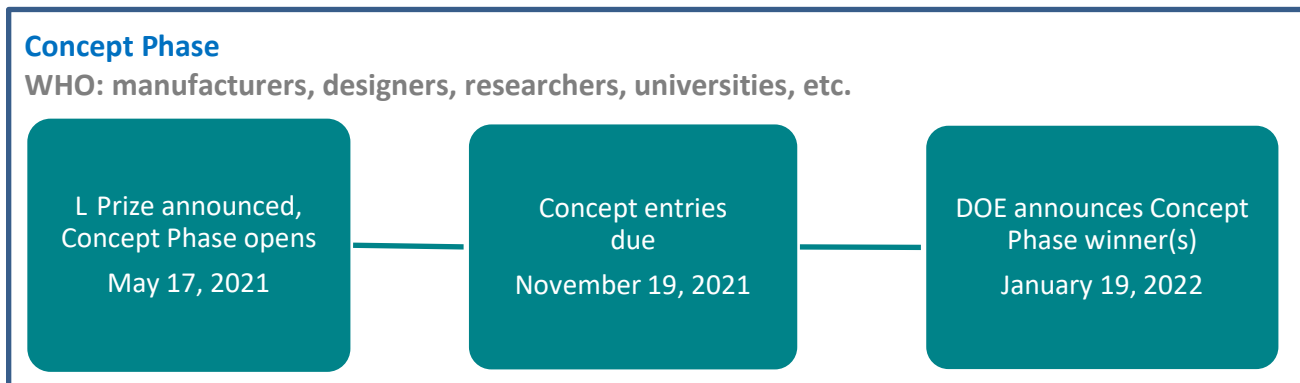 Concept Phase
WHO: manufacturers, designers, researchers, universities, etc.
L Prize announced,
Concept Phase opens
May 17, 2021
Concept entries
due
November 19, 2021
DOE announces Concept
Phase winner(s)
January 19, 2022